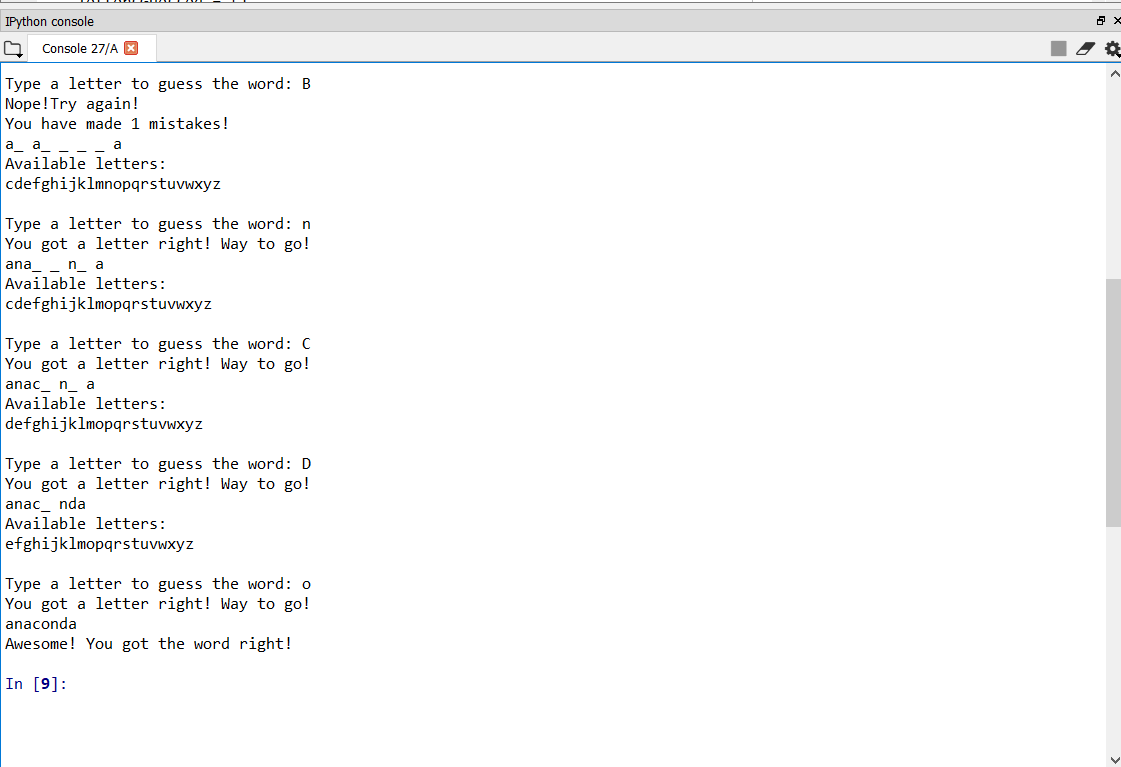 IPython console
Console 27/A
Type a letter to guess the word: B
Nope!Try again!
You have made 1 mistakes!
a_ a_ _ _ _ a
Available letters:
cdefghijklmnopqrstuvwxyz
Type a letter to guess the word: n
You got a letter right! Way to go!
ana_ _ n_ a
Available letters:
cdefghijklmopqrstuvwxyz
Type a letter to guess the word: C
You got a letter right! Way to go!
anac_ n_ a
Available letters:
defghijklmopqrstuvwxyz
Type a letter to guess the word: D
You got a letter right! Way to go!
anac_ nda
Available letters:
efghijklmopqrstuvwxyz
Type a letter to guess the word: o
You got a letter right! Way to go!
anaconda
Awesome! You got the word right!
In [9]: